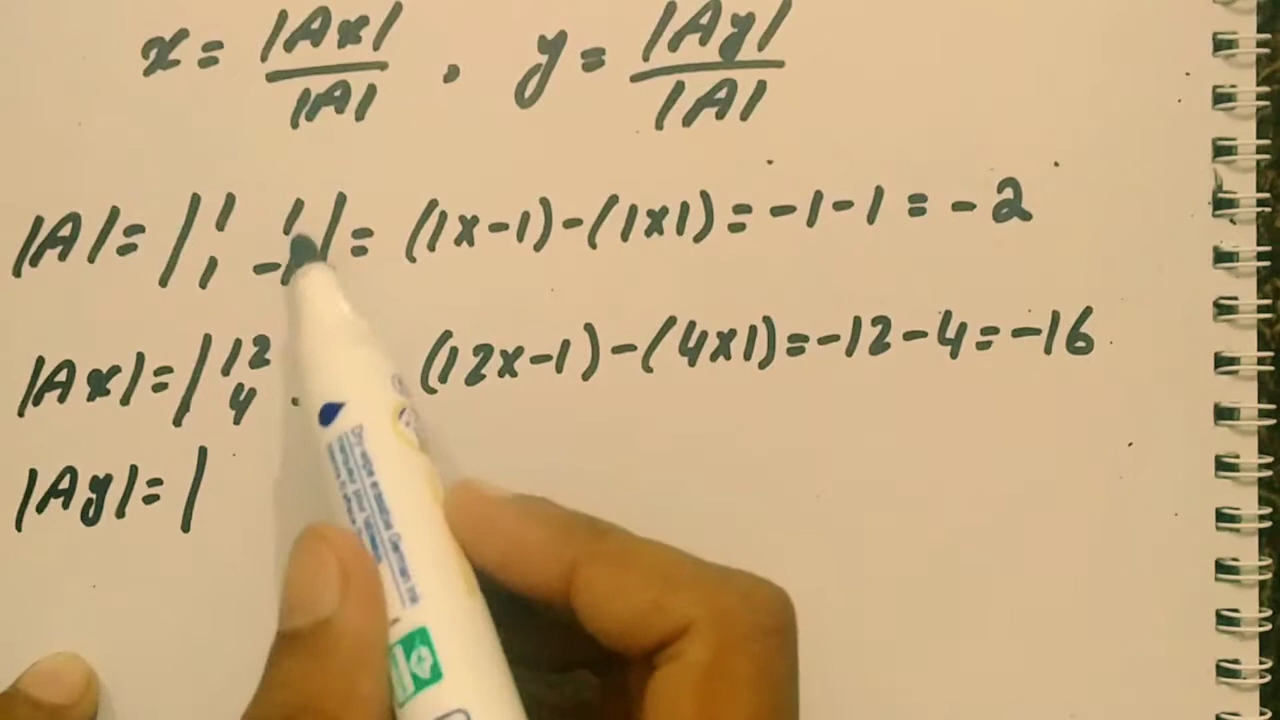 x = |Ax| / |A| , y = |Ay| / |A|
|A| = | 1 1 | = (1x-1)-(1x1) = -1-1 = -2
1 -1
|Ax| = | 12 (12x-1)-(4x1) = -12-4 = -16
4
|Ay| = |